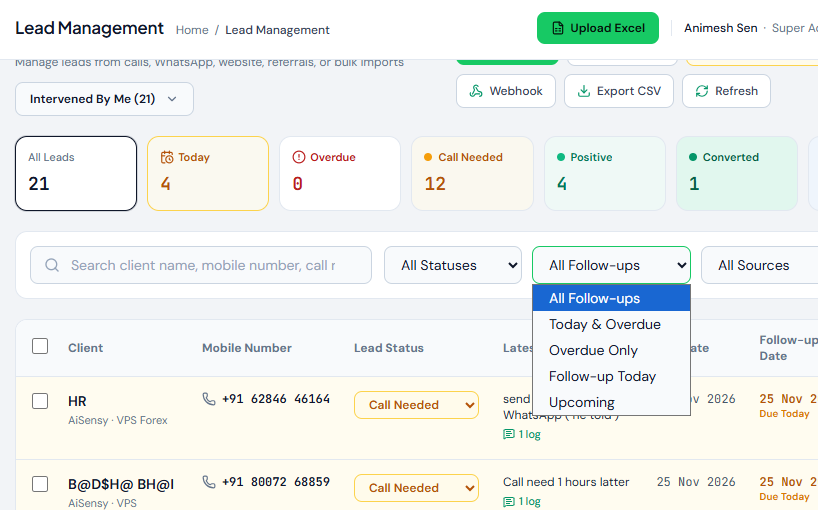 Lead Management Home / Lead Management Upload Excel Animesh Sen · Super Ad
Manage leads from calls, WhatsApp, website, referrals, or bulk imports
Intervened By Me (21) Webhook Export CSV Refresh
All Leads Today Overdue Call Needed Positive Converted
21 4 0 12 4 1
Search client name, mobile number, call r All Statuses All Follow-ups All Sources
All Follow-ups
Today & Overdue
Overdue Only
Follow-up Today
Upcoming
Client Mobile Number Lead Status Lates ate Follow-up
Date
HR +91 62846 46164 Call Needed send v 2026 25 Nov 2
AiSensy · VPS Forex WhatsApp ( he told ) Due Today
1 log
B@D$H@ BH@I +91 80072 68859 Call Needed Call need 1 hours latter 25 Nov 2026 25 Nov 2
AiSensy · VPS 1 log Due Today